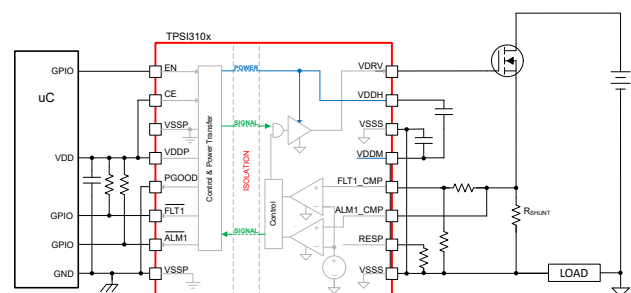 TPSI310x
uC
GPIO
VDD
GPIO
GPIO
GND
EN
CE
VSSP
VDDP
PGOOD
FLT1
ALM1
VSSP
Control & Power Transfer
POWER
SIGNAL
ISOLATION
SIGNAL
Control
VDRV
VDDH
VSSS
VDDM
FLT1_CMP
ALM1_CMP
RESP
VSSS
RSHUNT
LOAD